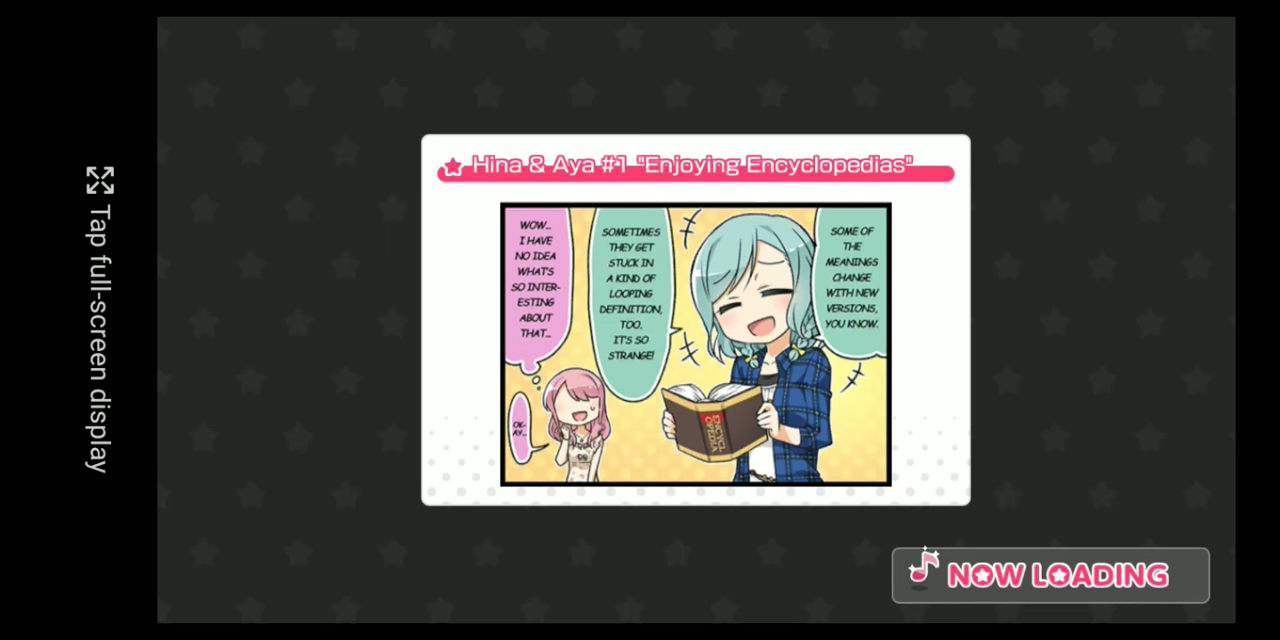 Tap full-screen display
Hina & Aya #1 "Enjoying Encyclopedias"
SOME OF
THE
MEANINGS
CHANGE
WITH NEW
VERSIONS,
YOU KNOW.
SOMETIMES
THEY GET
STUCK IN
A KIND OF
LOOPING
DEFINITION,
TOO.
IT'S SO
STRANGE!
WOW...
I HAVE
NO IDEA
WHAT'S
SO INTER-
ESTING
ABOUT
THAT...
OK-
AY...
ENCYCL-
OPEDIA
NOW LOADING